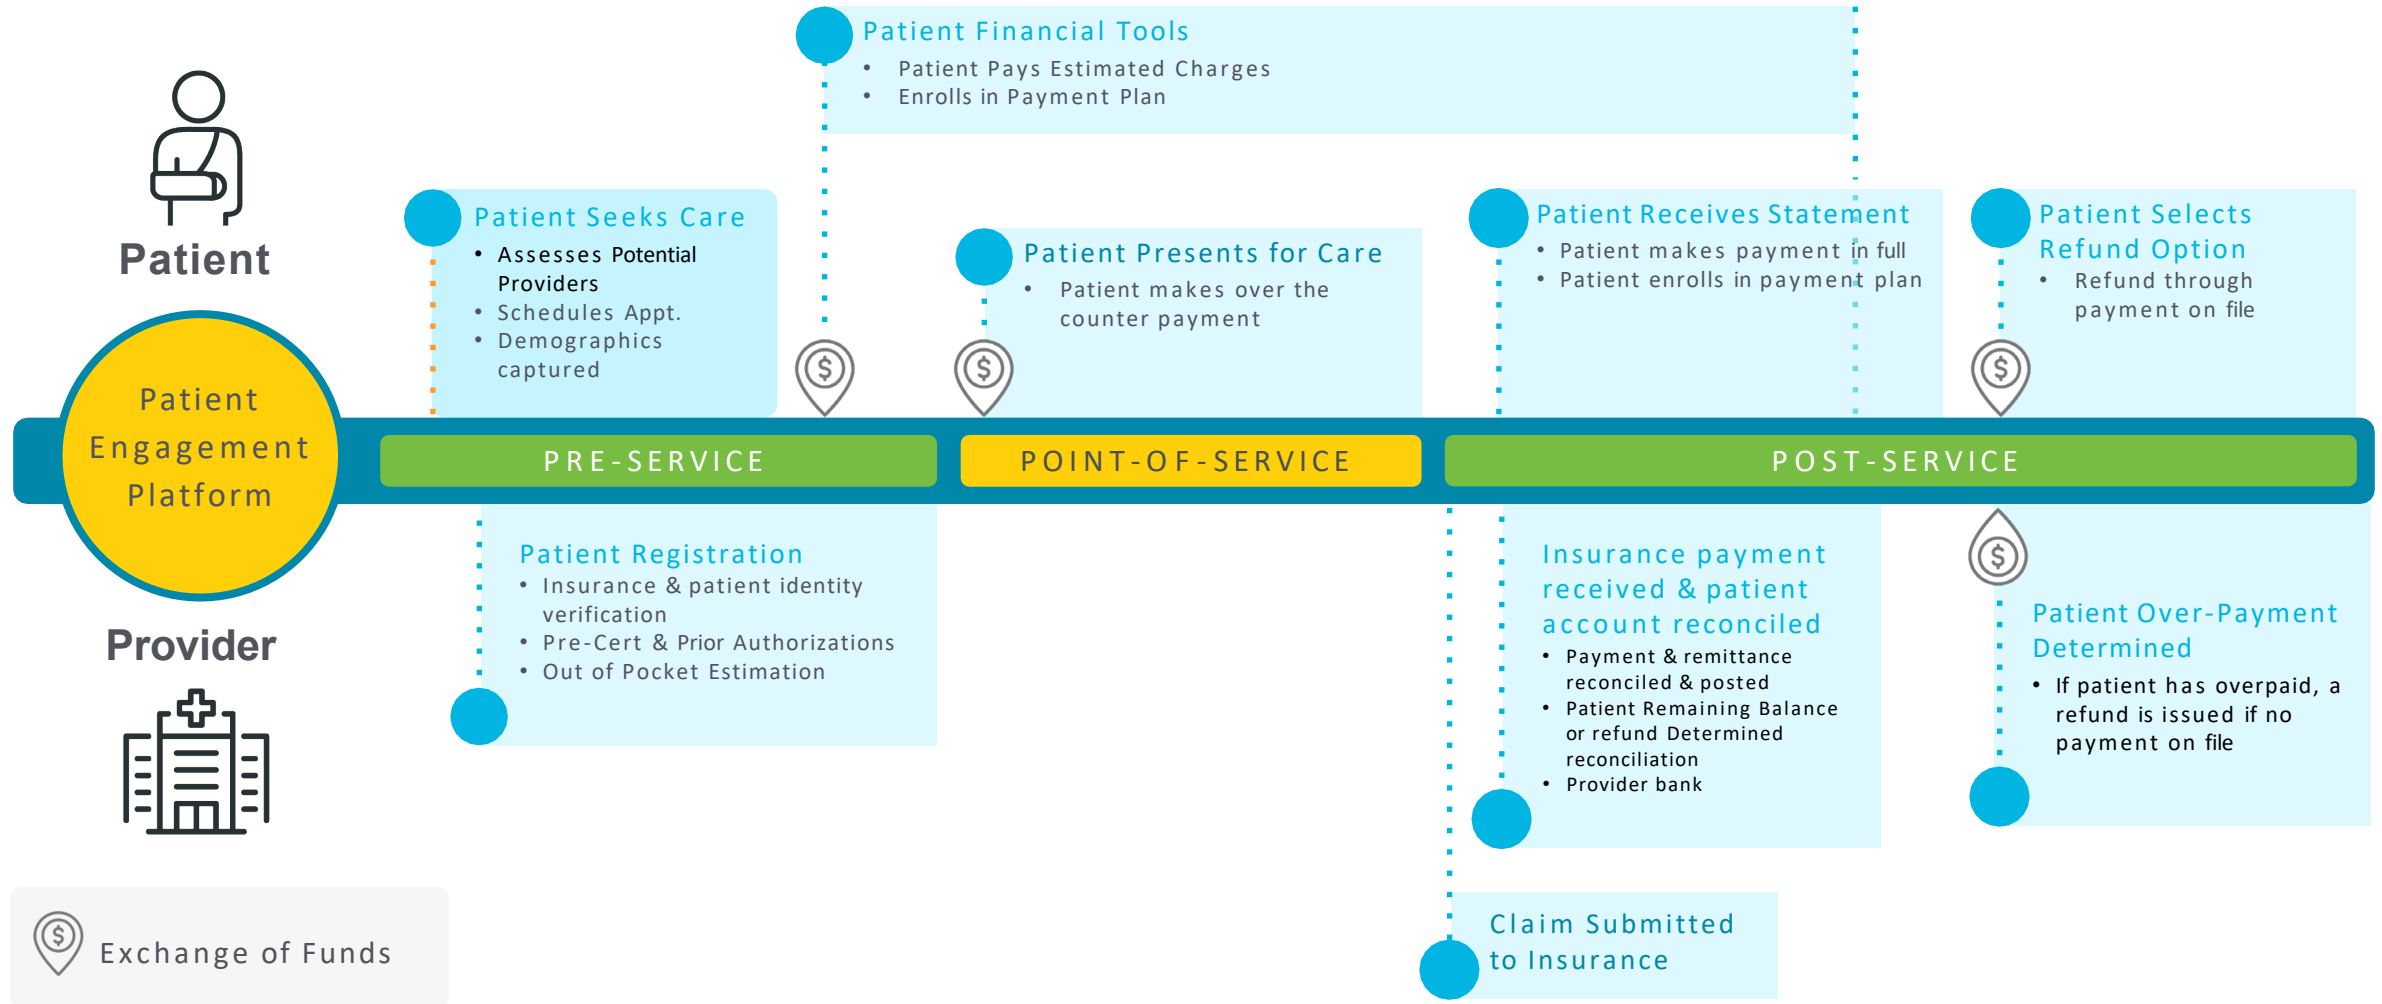 Patient Financial Tools
• Patient Pays Estimated Charges
• Enrolls in Payment Plan
Patient
Patient Seeks Care
• Assesses Potential
Providers
• Schedules Appt.
• Demographics
captured
$
Patient Presents for Care
• Patient makes over the
counter payment
$
Patient Receives Statement
• Patient makes payment in full
• Patient enrolls in payment plan
Patient Selects
Refund Option
• Refund through
payment on file
$
Patient
Engagement
Platform
PRE-SERVICE
POINT-OF-SERVICE
POST-SERVICE
Provider
Patient Registration
• Insurance & patient identity
verification
• Pre-Cert & Prior Authorizations
• Out of Pocket Estimation
Insurance payment
received & patient
account reconciled
• Payment & remittance
reconciled & posted
• Patient Remaining Balance
or refund Determined
reconciliation
• Provider bank
$
Patient Over-Payment
Determined
• If patient has overpaid, a
refund is issued if no
payment on file
Claim Submitted
to Insurance
$
Exchange of Funds